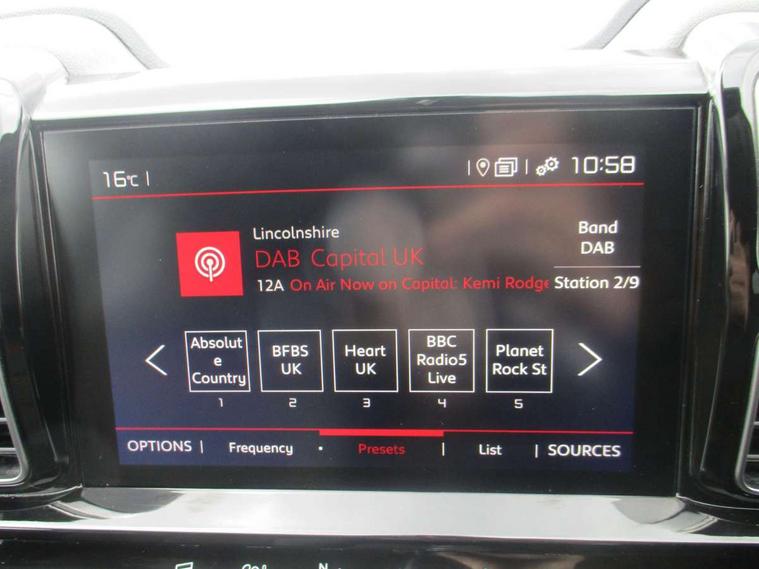 16°C
10:58
Lincolnshire
DAB Capital UK
12A On Air Now on Capital: Kemi Rodge
Band
DAB
Station 2/9
Absolut
e
Country
BFBS
UK
Heart
UK
BBC
Radio5
Live
Planet
Rock St
1
2
3
4
5
OPTIONS
Frequency
Presets
List
SOURCES